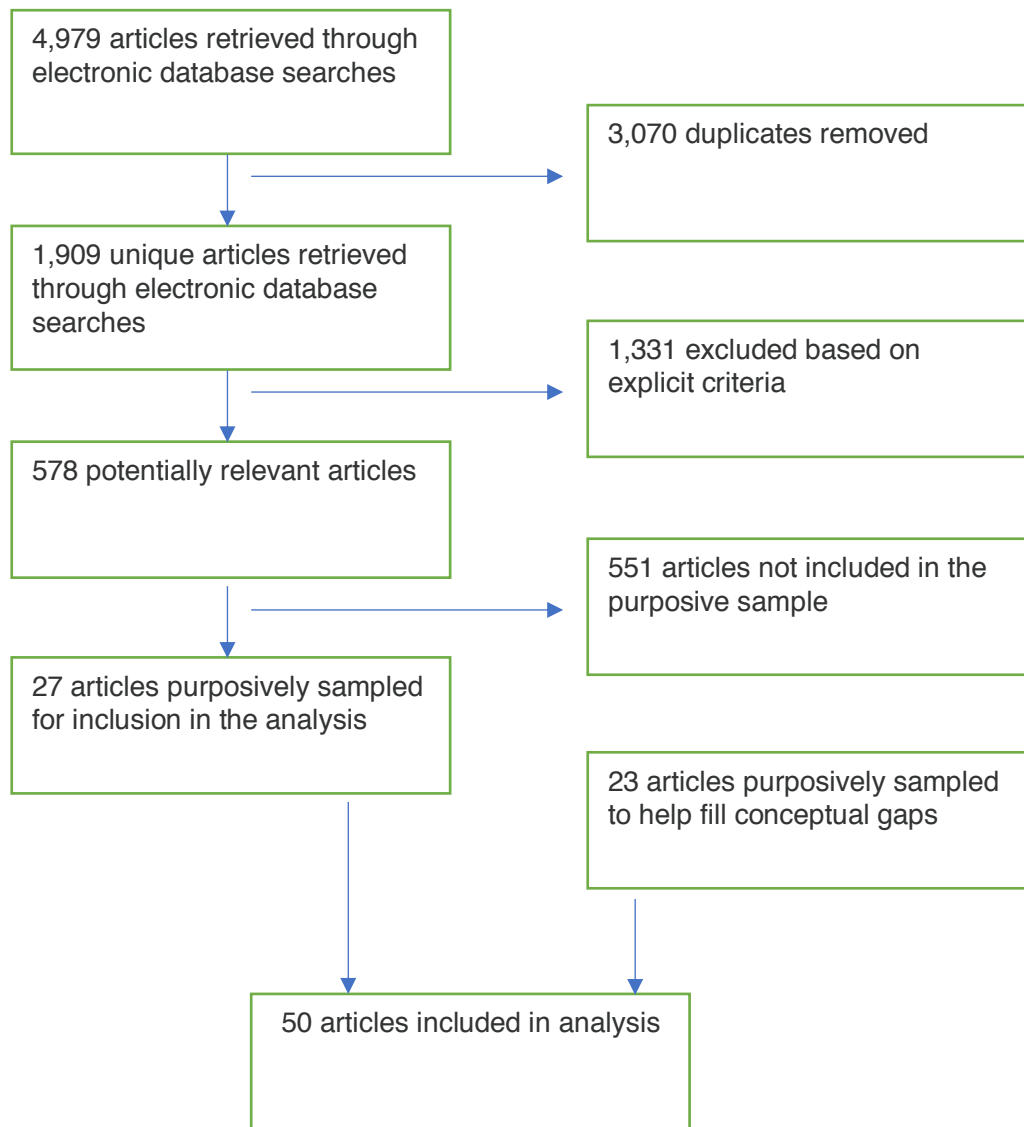 4,979 articles retrieved through
electronic database searches
3,070 duplicates removed
1,909 unique articles retrieved
through electronic database
searches
1,331 excluded based on
explicit criteria
578 potentially relevant articles
551 articles not included in the
purposive sample
27 articles purposively sampled
for inclusion in the analysis
23 articles purposively sampled
to help fill conceptual gaps
50 articles included in analysis